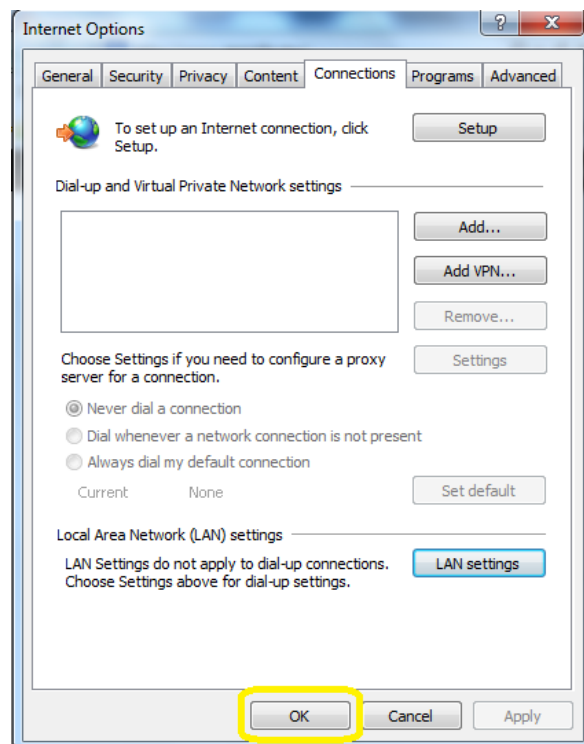 Internet Options
?
X
General Security Privacy Content Connections Programs Advanced
To set up an Internet connection, click
Setup.
Setup
Dial-up and Virtual Private Network settings
Add...
Add VPN...
Remove...
Choose Settings if you need to configure a proxy
server for a connection.
Settings
Never dial a connection
Dial whenever a network connection is not present
Always dial my default connection
Current None
Set default
Local Area Network (LAN) settings
LAN Settings do not apply to dial-up connections.
Choose Settings above for dial-up settings.
LAN settings
OK Cancel Apply